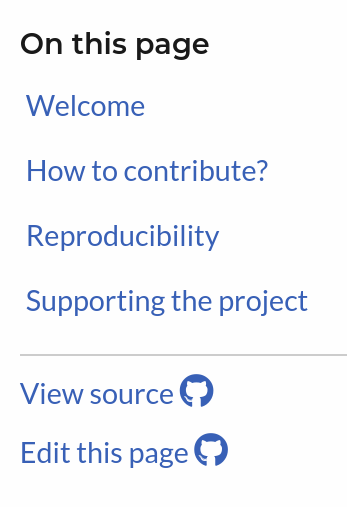 On this page
Welcome
How to contribute?
Reproducibility
Supporting the project
View source
Edit this page